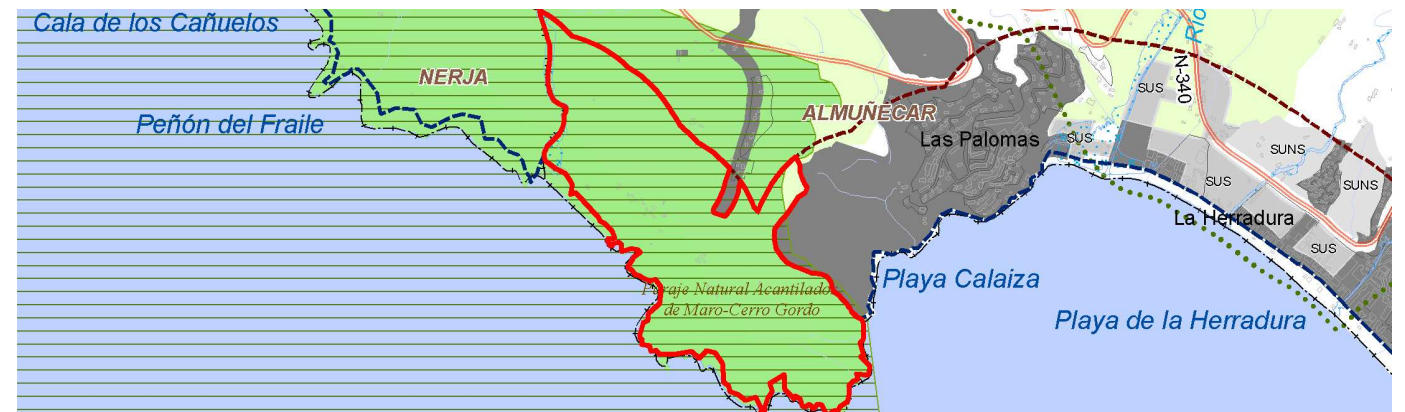 Cala de los Cañuelos
NERJA
Peñón del Fraile
ALMUÑECAR
Las Palomas
Río
N-340
SUS
SUS
SUNS
SUS
SUNS
La Herradura
SUS
Playa Calaiza
Paraje Natural Acantilados
de Maro-Cerro Gordo
Playa de la Herradura